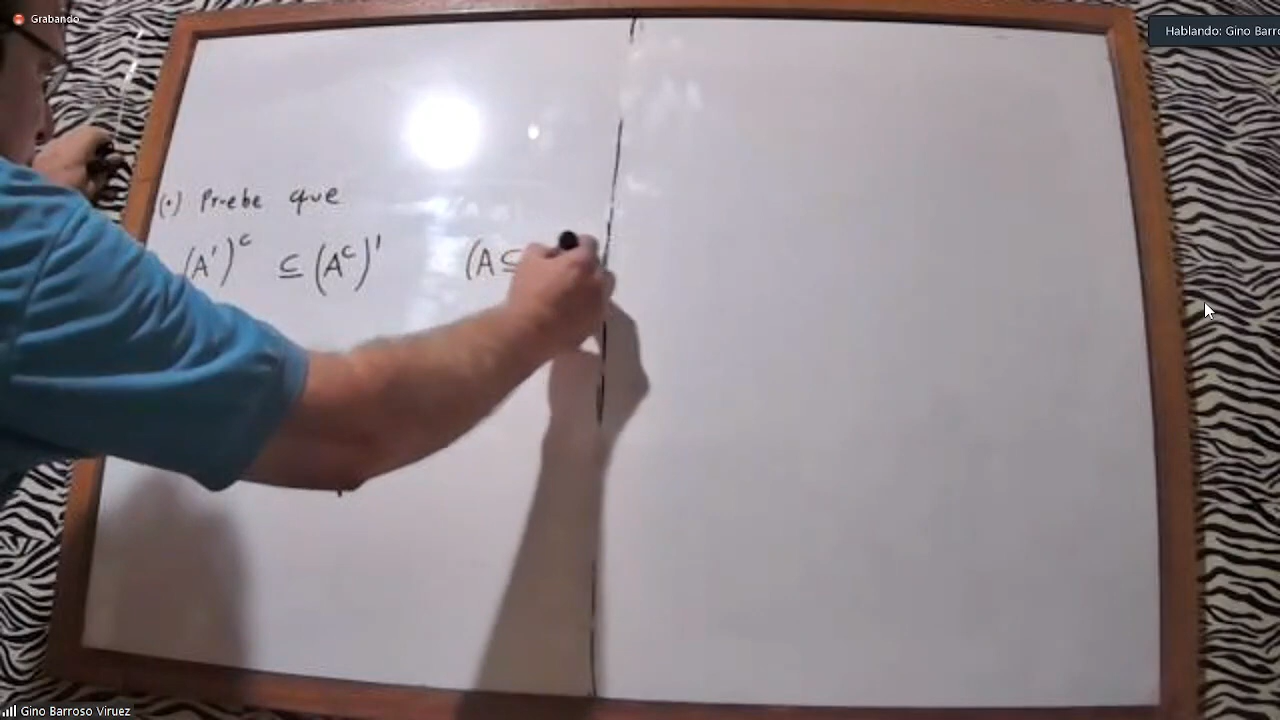 Grabando
Hablando: Gino Barro
(•) Pruebe que
(A')ᶜ ⊆ (Aᶜ)' (A ⊆
Gino Barroso Viruez